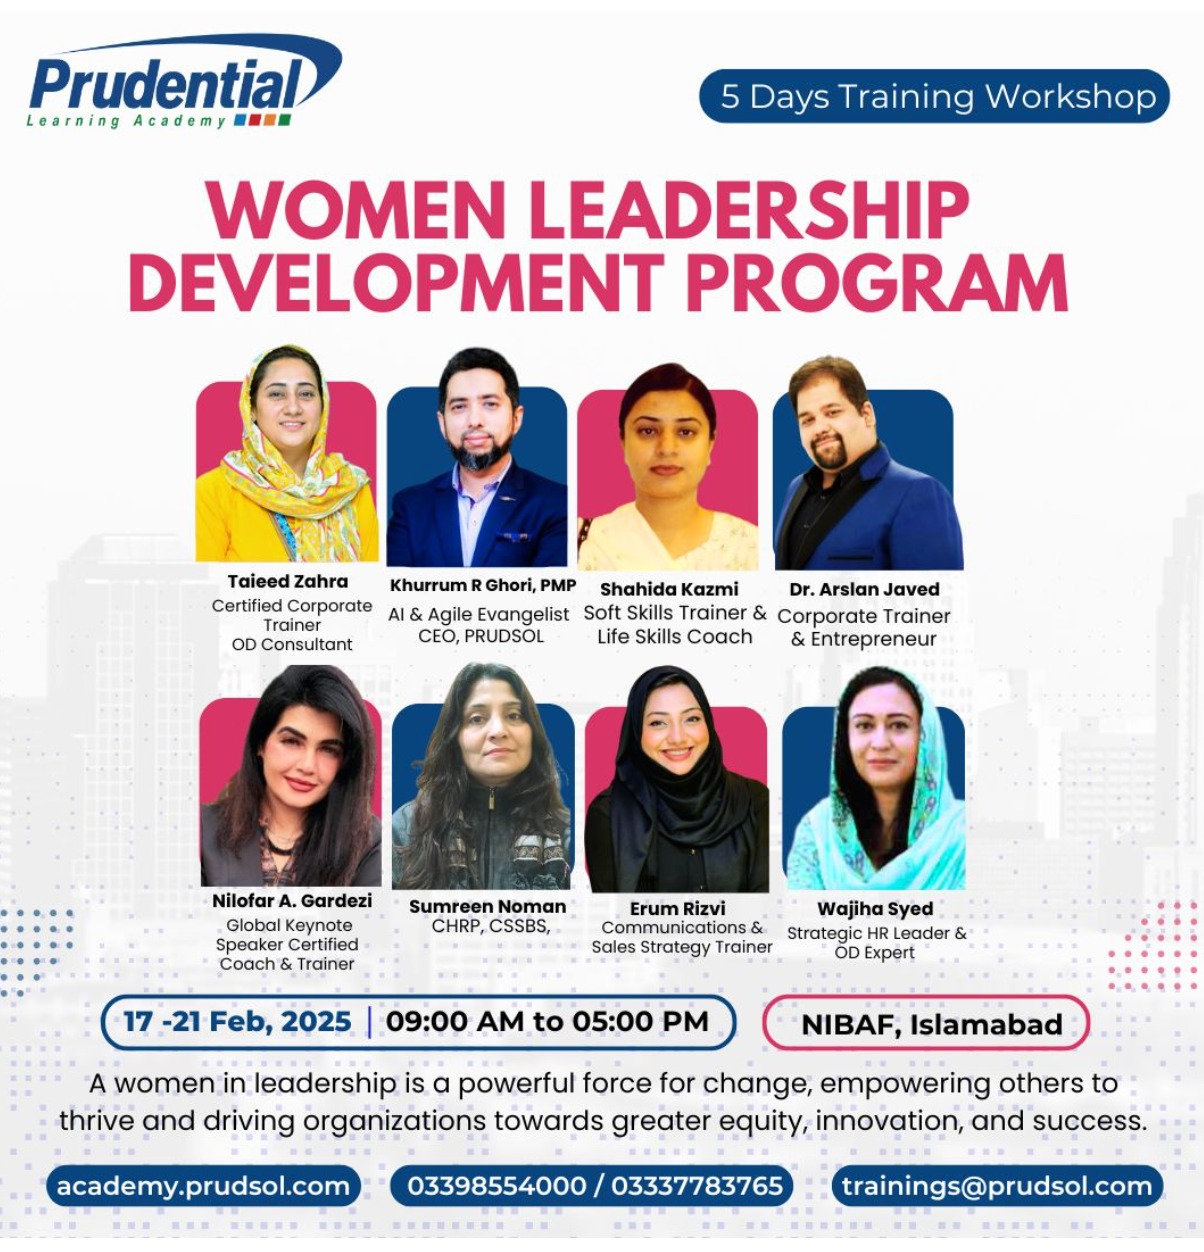 Prudential
Learning Academy
5 Days Training Workshop
WOMEN LEADERSHIP
DEVELOPMENT PROGRAM
Taieed Zahra
Certified Corporate
Trainer
OD Consultant
Khurrum R Ghori, PMP
AI & Agile Evangelist
CEO, PRUDSOL
Shahida Kazmi
Soft Skills Trainer &
Life Skills Coach
Dr. Arslan Javed
Corporate Trainer
& Entrepreneur
Nilofar A. Gardezi
Global Keynote
Speaker Certified
Coach & Trainer
Sumreen Noman
CHRP, CSSBS,
Erum Rizvi
Communications &
Sales Strategy Trainer
Wajiha Syed
Strategic HR Leader &
OD Expert
17 -21 Feb, 2025 | 09:00 AM to 05:00 PM
NIBAF, Islamabad
A women in leadership is a powerful force for change, empowering others to
thrive and driving organizations towards greater equity, innovation, and success.
academy.prudsol.com
03398554000 / 03337783765
trainings@prudsol.com